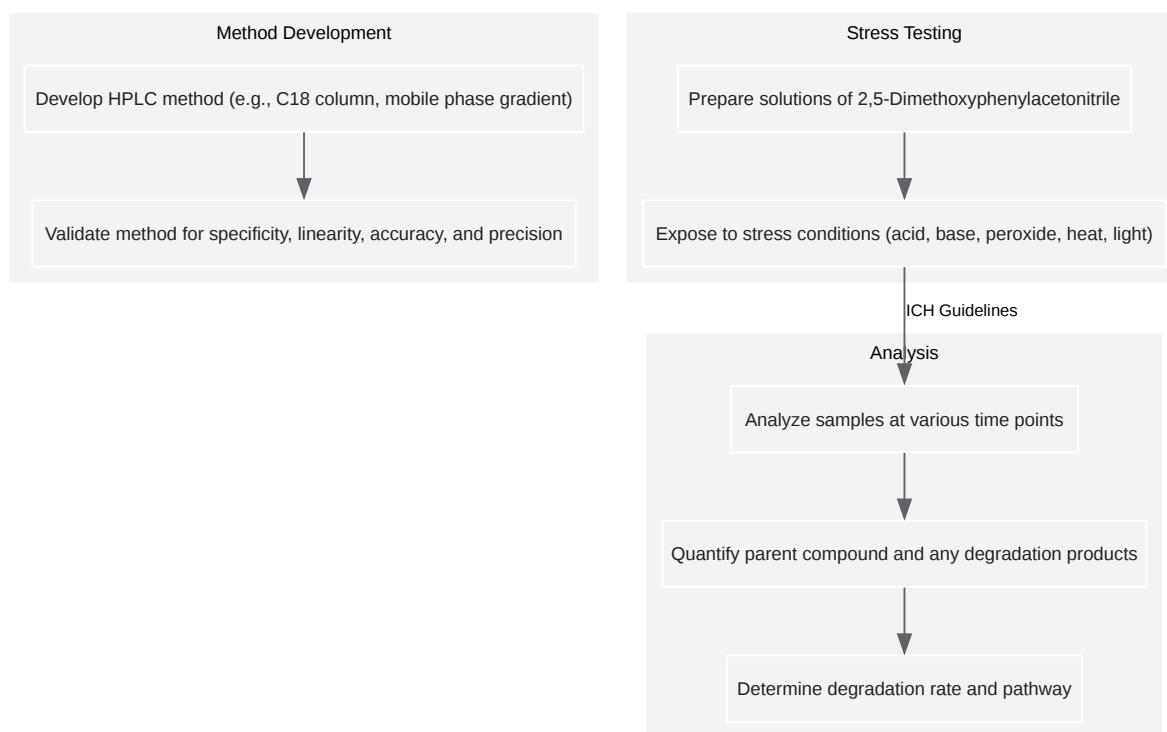 Method Development
Develop HPLC method (e.g., C18 column, mobile phase gradient)
Validate method for specificity, linearity, accuracy, and precision
Stress Testing
Prepare solutions of 2,5-Dimethoxyphenylacetonitrile
Expose to stress conditions (acid, base, peroxide, heat, light)
ICH Guidelines
Analysis
Analyze samples at various time points
Quantify parent compound and any degradation products
Determine degradation rate and pathway